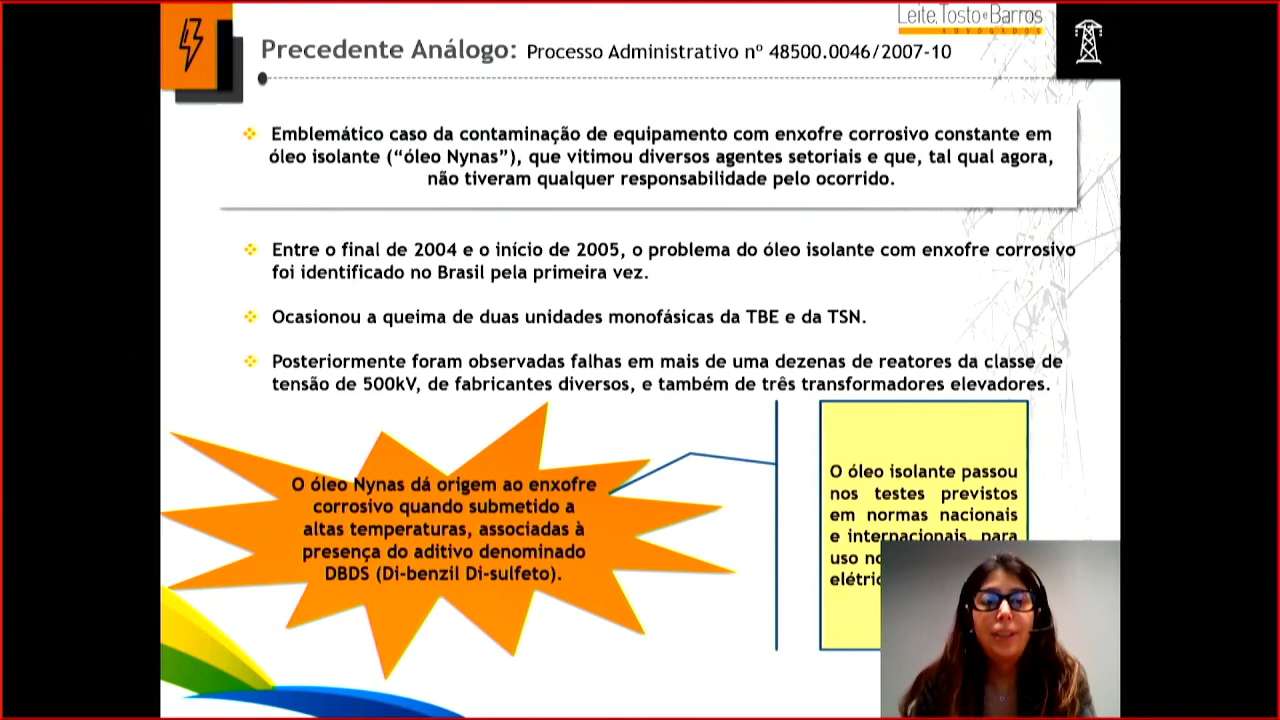 Leite, Tosto e Barros
ADVOGADOS
Precedente Análogo: Processo Administrativo nº 48500.0046/2007-10
Emblemático caso da contaminação de equipamento com enxofre corrosivo constante em
óleo isolante (“óleo Nynas”), que vitimou diversos agentes setoriais e que, tal qual agora,
não tiveram qualquer responsabilidade pelo ocorrido.
Entre o final de 2004 e o início de 2005, o problema do óleo isolante com enxofre corrosivo
foi identificado no Brasil pela primeira vez.
Ocasionou a queima de duas unidades monofásicas da TBE e da TSN.
Posteriormente foram observadas falhas em mais de uma dezenas de reatores da classe de
tensão de 500kV, de fabricantes diversos, e também de três transformadores elevadores.
O óleo Nynas dá origem ao enxofre
corrosivo quando submetido a
altas temperaturas, associadas à
presença do aditivo denominado
DBDS (Di-benzil Di-sulfeto).
O óleo isolante passou
nos testes previstos
em normas nacionais
e internacionais, para
uso